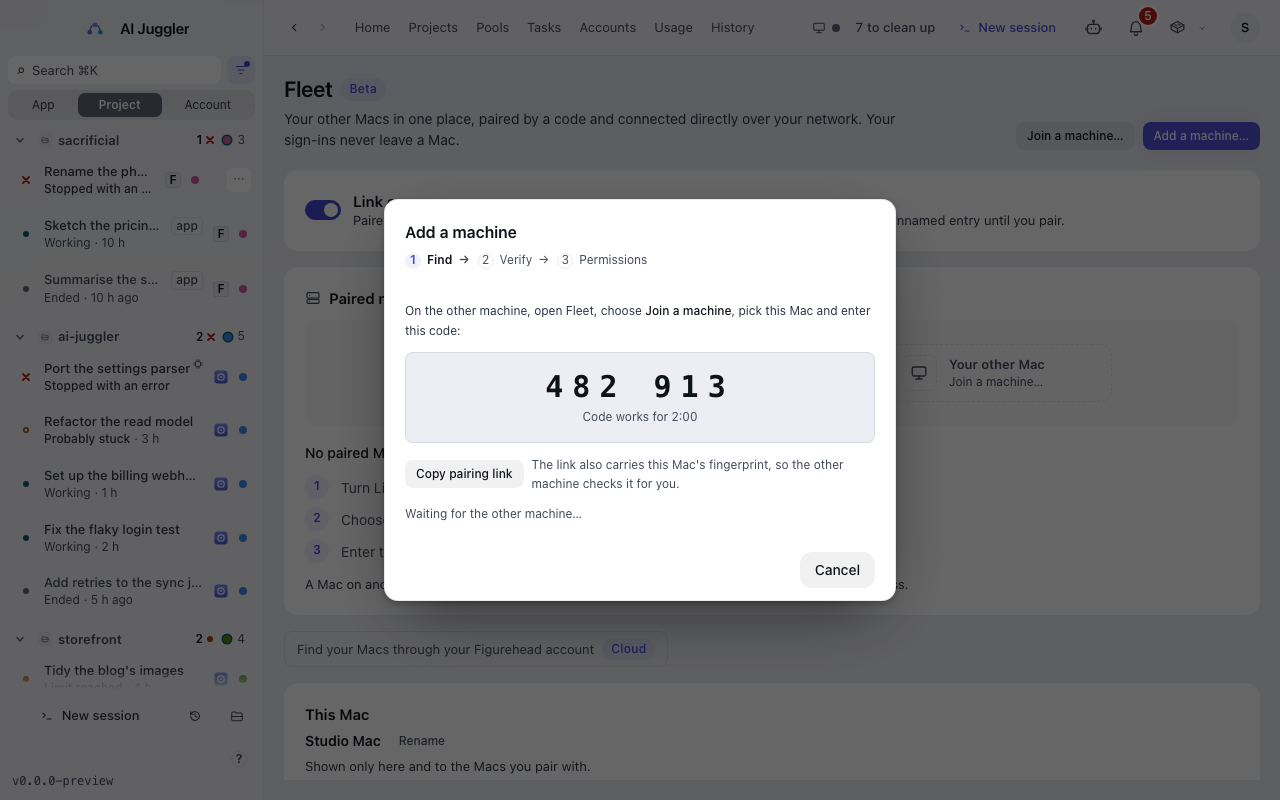 AI Juggler
Search ⌘K
App Project Account
sacrificial 1 3
Rename the ph... F
Stopped with an ...
Sketch the pricin... app F
Working · 10 h
Summarise the s... app F
Ended · 10 h ago
ai-juggler 2 5
Port the settings parser
Stopped with an error
Refactor the read model
Probably stuck · 3 h
Set up the billing webh...
Working · 1 h
Fix the flaky login test
Working · 2 h
Add retries to the sync j...
Ended · 5 h ago
storefront 2 4
Tidy the blog's images
New session
?
v0.0.0-preview
Home Projects Pools Tasks Accounts Usage History 7 to clean up New session 5 S
Fleet Beta
Your other Macs in one place, paired by a code and connected directly over your network. Your
sign-ins never leave a Mac.
Join a machine... Add a machine...
Link
Paire nnamed entry until you pair.
Paired
Your other Mac
Join a machine...
No paired M
1 Turn Li
2 Choose
3 Enter t
A Mac on an s.
Add a machine
1 Find → 2 Verify → 3 Permissions
On the other machine, open Fleet, choose Join a machine, pick this Mac and enter
this code:
482 913
Code works for 2:00
Copy pairing link
The link also carries this Mac's fingerprint, so the other
machine checks it for you.
Waiting for the other machine...
Cancel
Find your Macs through your Figurehead account Cloud
This Mac
Studio Mac Rename
Shown only here and to the Macs you pair with.